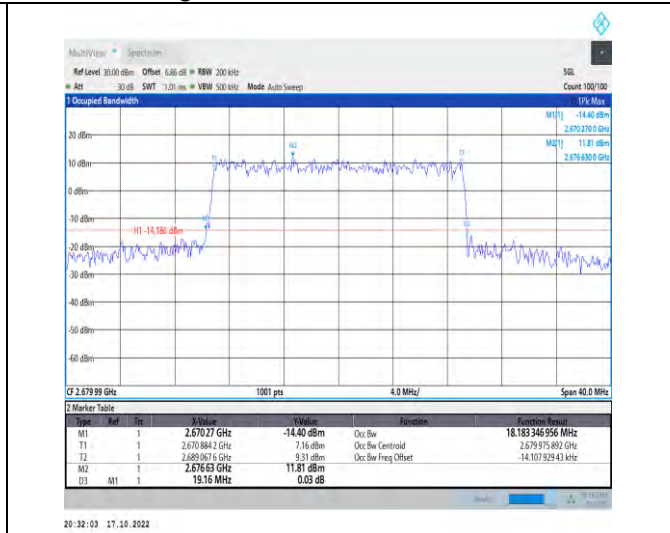 MultiView Spectrum
Ref Level 30.00 dBm Offset 6.86 dB RBW 200 kHz SGL
Att 30 dB SWT 1.01 ms VBW 500 kHz Mode Auto Sweep Count 100/100
1 Occupied Bandwidth 1Pk Max
M1[1] -14.40 dBm
2.670270 0 GHz
20 dBm
M2 M2[1] 11.81 dBm
2.676630 0 GHz
T1 T2
10 dBm
0 dBm
-10 dBm
H1 -14.186 dBm
-20 dBm
-30 dBm
-40 dBm
-50 dBm
-60 dBm
CF 2.679 99 GHz 1001 pts 4.0 MHz/ Span 40.0 MHz
2 Marker Table
Type Ref Trc X-Value Y-Value Function Function Result
M1 1 2.670 27 GHz -14.40 dBm Occ Bw 18.183 346 956 MHz
T1 1 2.670 884 2 GHz 7.16 dBm Occ Bw Centroid 2.679 975 892 GHz
T2 1 2.689 067 6 GHz 9.31 dBm Occ Bw Freq Offset -14.107 929 43 kHz
M2 1 2.676 63 GHz 11.81 dBm
D3 M1 1 19.16 MHz 0.03 dB
20:32:03 17.10.2022